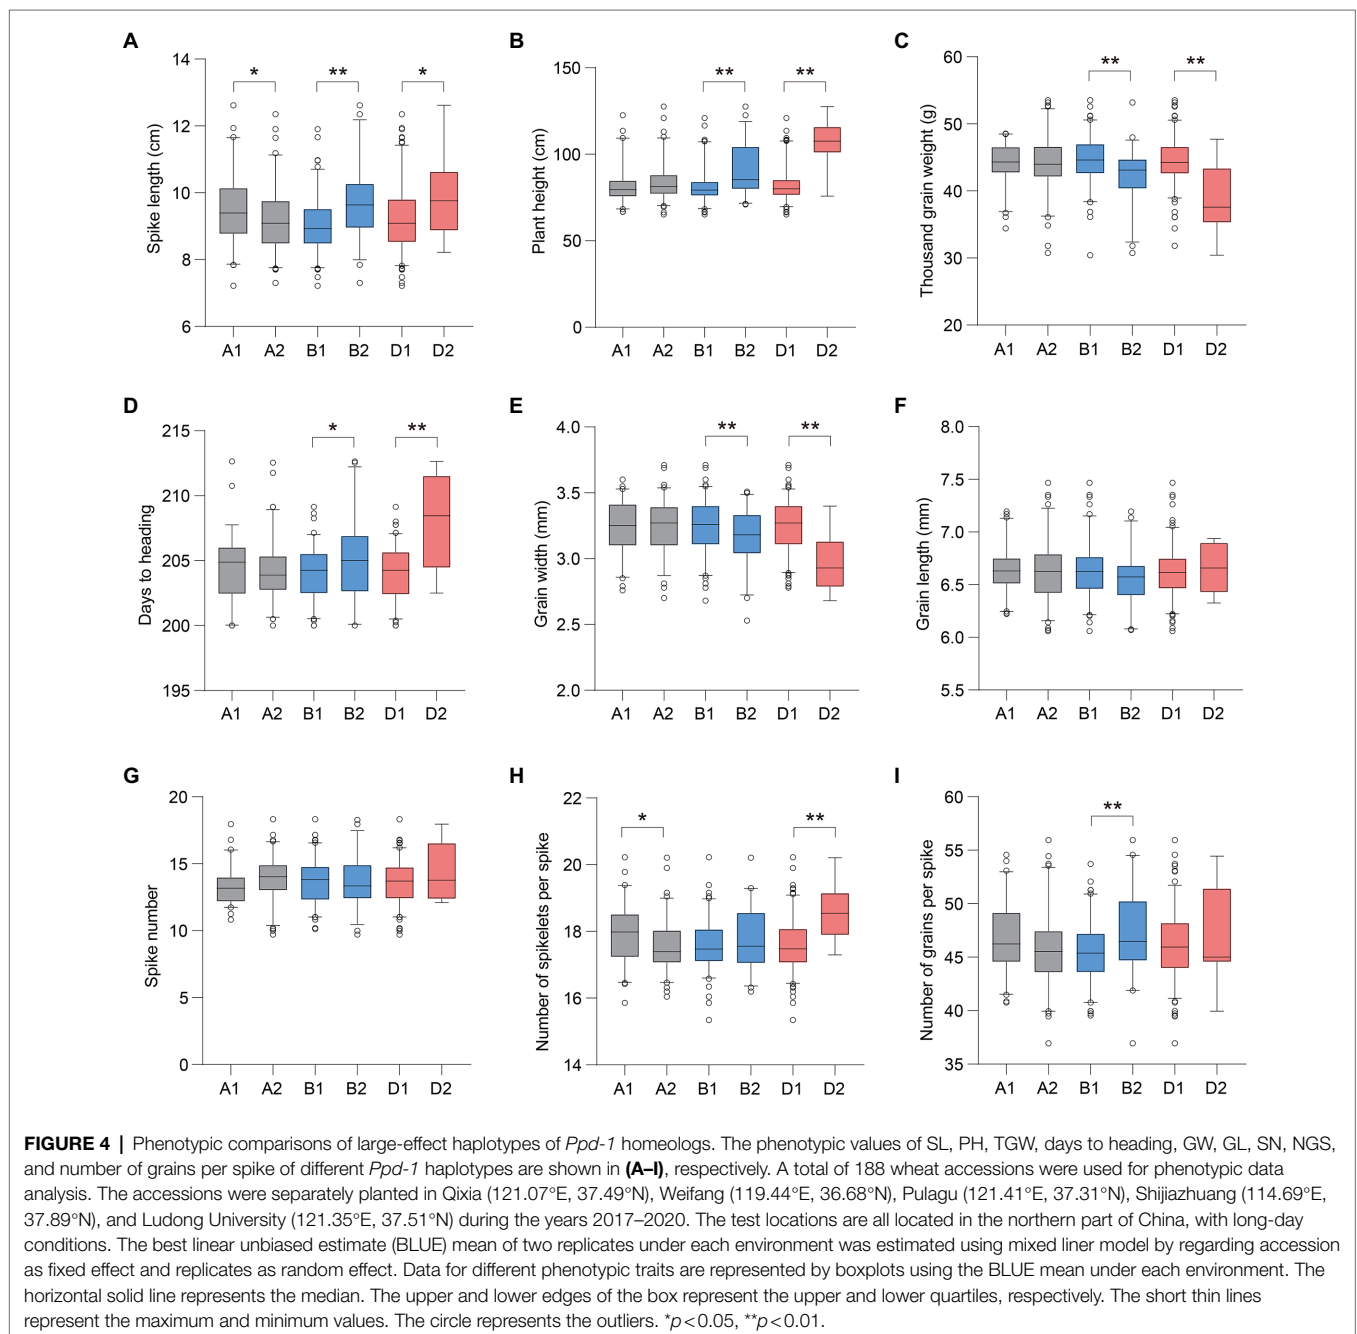 A
Spike length (cm)
14
12
10
8
6
*
**
*
A1 A2 B1 B2 D1 D2
B
Plant height (cm)
150
100
50
0
**
**
A1 A2 B1 B2 D1 D2
C
Thousand grain weight (g)
60
50
40
30
20
**
**
A1 A2 B1 B2 D1 D2
D
Days to heading
215
210
205
200
195
*
**
A1 A2 B1 B2 D1 D2
E
Grain width (mm)
4.0
3.5
3.0
2.5
2.0
**
**
A1 A2 B1 B2 D1 D2
F
Grain length (mm)
8.0
7.5
7.0
6.5
6.0
5.5
A1 A2 B1 B2 D1 D2
G
Spike number
20
15
10
5
0
A1 A2 B1 B2 D1 D2
H
Number of spikelets per spike
22
20
18
16
14
*
**
A1 A2 B1 B2 D1 D2
I
Number of grains per spike
60
55
50
45
40
35
**
A1 A2 B1 B2 D1 D2
FIGURE 4 | Phenotypic comparisons of large-effect haplotypes of Ppd-1 homeologs. The phenotypic values of SL, PH, TGW, days to heading, GW, GL, SN, NGS,
and number of grains per spike of different Ppd-1 haplotypes are shown in (A–I), respectively. A total of 188 wheat accessions were used for phenotypic data
analysis. The accessions were separately planted in Qixia (121.07°E, 37.49°N), Weifang (119.44°E, 36.68°N), Pulagu (121.41°E, 37.31°N), Shijiazhuang (114.69°E,
37.89°N), and Ludong University (121.35°E, 37.51°N) during the years 2017–2020. The test locations are all located in the northern part of China, with long-day
conditions. The best linear unbiased estimate (BLUE) mean of two replicates under each environment was estimated using mixed liner model by regarding accession
as fixed effect and replicates as random effect. Data for different phenotypic traits are represented by boxplots using the BLUE mean under each environment. The
horizontal solid line represents the median. The upper and lower edges of the box represent the upper and lower quartiles, respectively. The short thin lines
represent the maximum and minimum values. The circle represents the outliers. *p<0.05, **p<0.01.